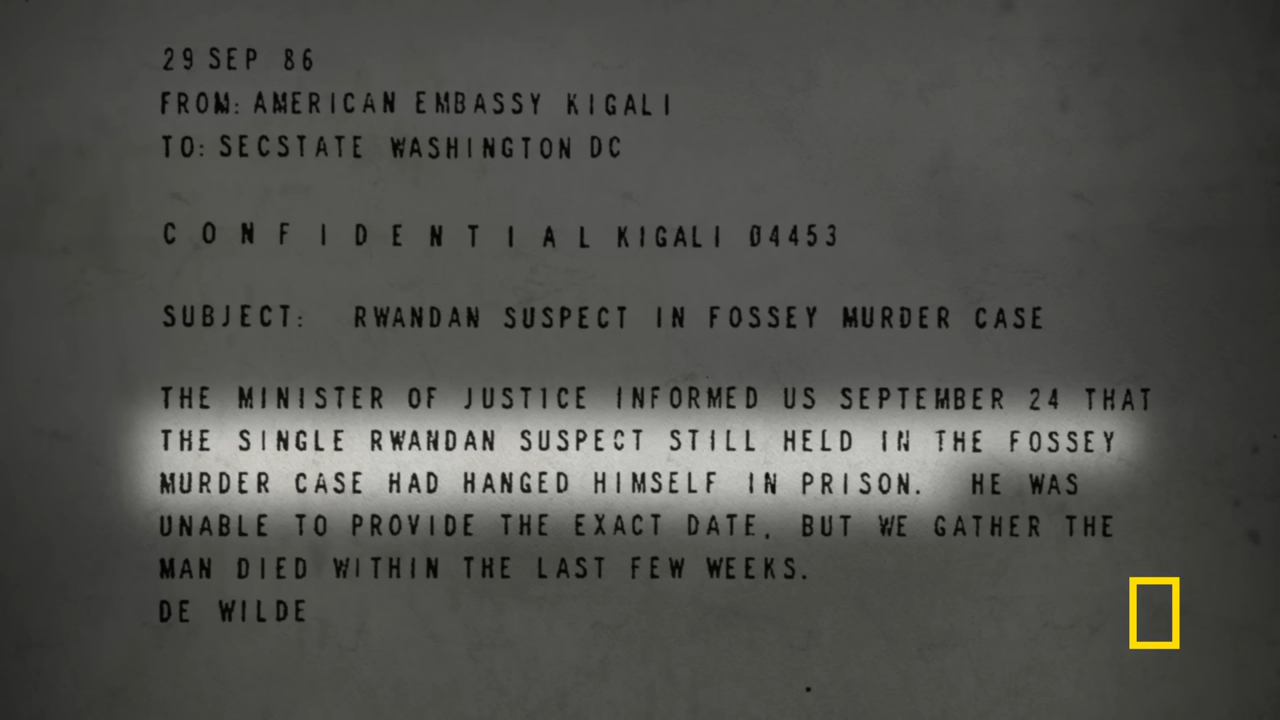 29 SEP 86
FROM: AMERICAN EMBASSY KIGALI
TO: SECSTATE WASHINGTON DC
C O N F I D E N T I A L KIGALI 04453
SUBJECT: RWANDAN SUSPECT IN FOSSEY MURDER CASE
THE MINISTER OF JUSTICE INFORMED US SEPTEMBER 24 THAT
THE SINGLE RWANDAN SUSPECT STILL HELD IN THE FOSSEY
MURDER CASE HAD HANGED HIMSELF IN PRISON. HE WAS
UNABLE TO PROVIDE THE EXACT DATE, BUT WE GATHER THE
MAN DIED WITHIN THE LAST FEW WEEKS.
DE WILDE